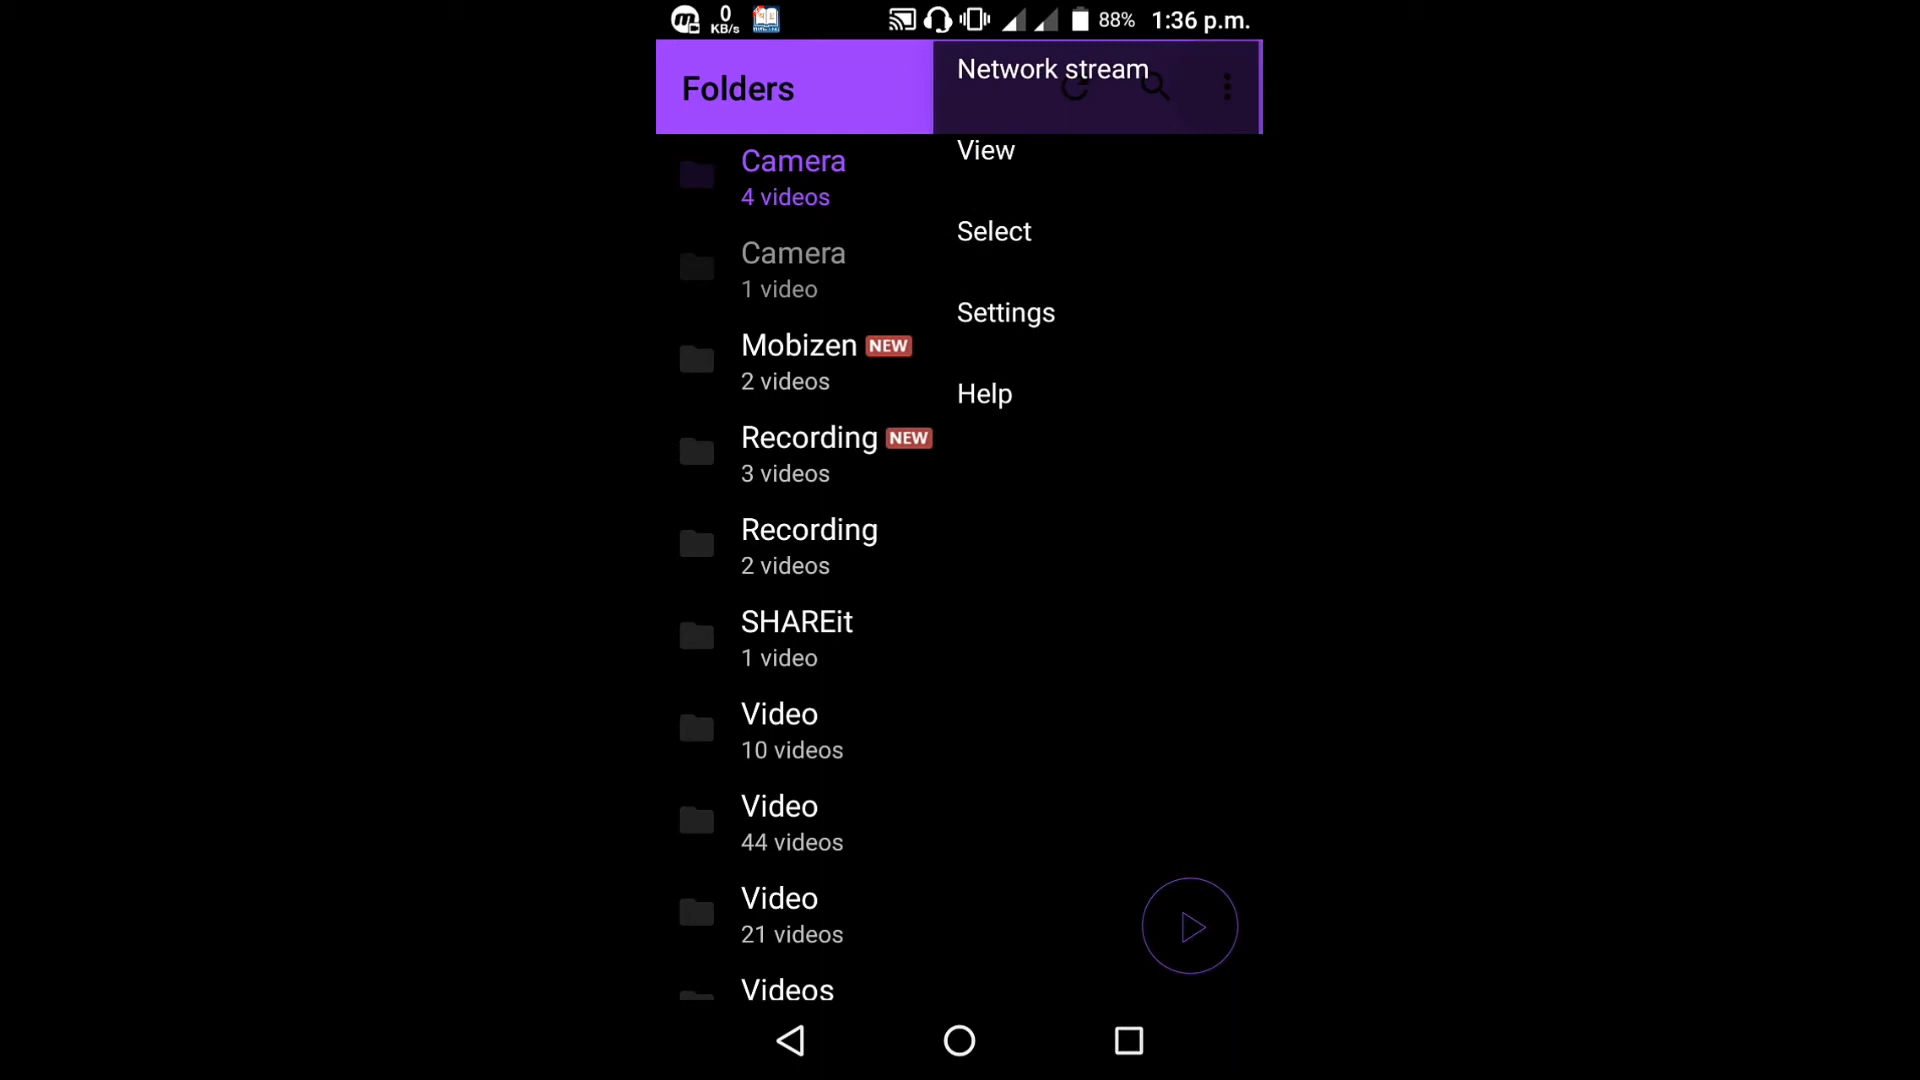 0
KB/s
88%
1:36 p.m.
Folders
Network stream
View
Select
Settings
Help
Camera
4 videos
Camera
1 video
Mobizen NEW
2 videos
Recording NEW
3 videos
Recording
2 videos
SHAREit
1 video
Video
10 videos
Video
44 videos
Video
21 videos
Videos